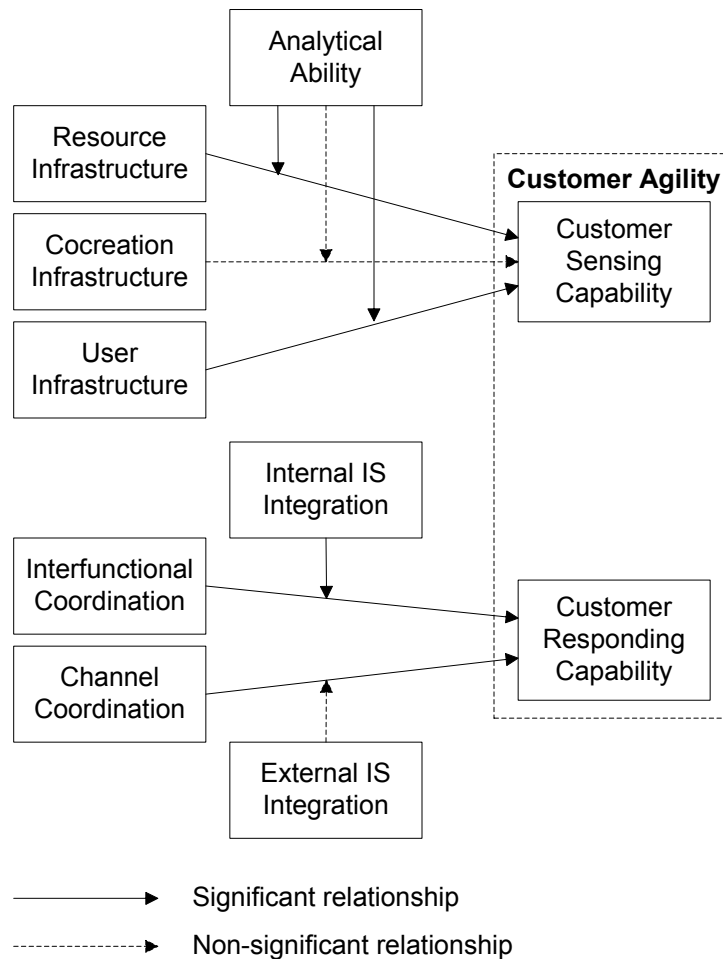 Analytical
Ability
Resource
Infrastructure
Cocreation
Infrastructure
User
Infrastructure
Customer Agility
Customer
Sensing
Capability
Internal IS
Integration
Interfunctional
Coordination
Channel
Coordination
Customer
Responding
Capability
External IS
Integration
Significant relationship
Non-significant relationship